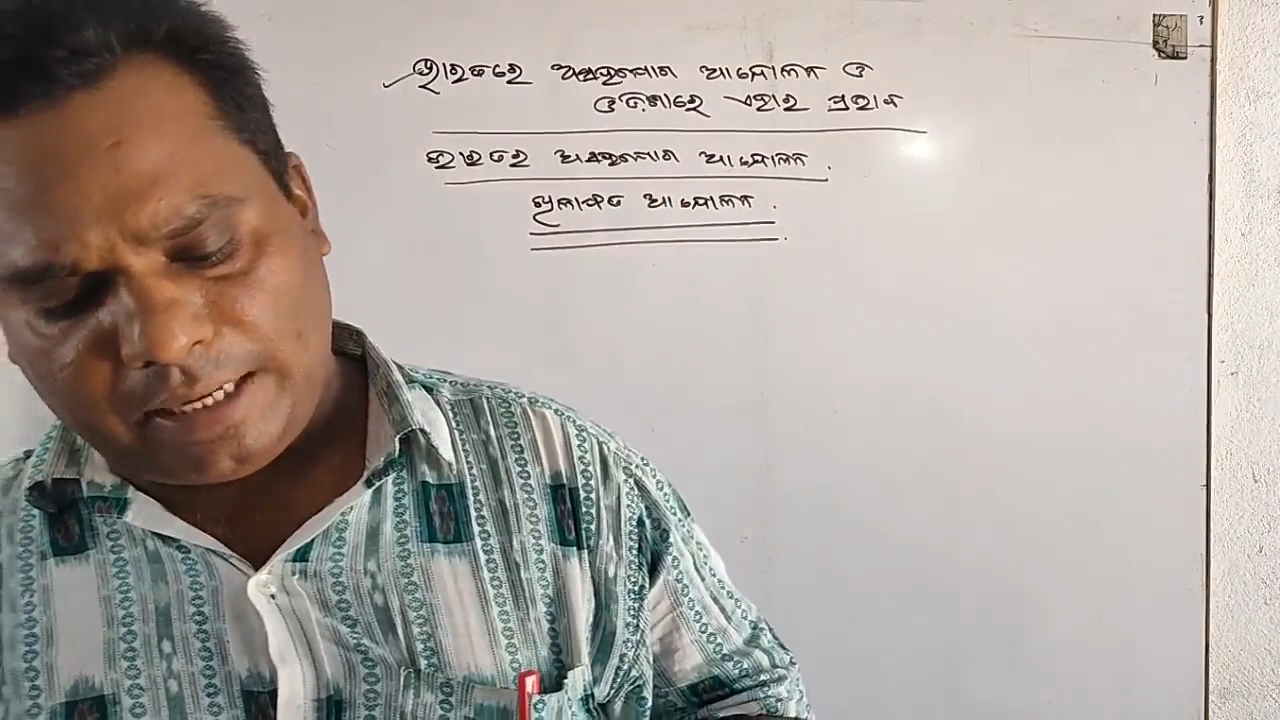 ଭାରତରେ ଅସହଯୋଗ ଆନ୍ଦୋଳନ ଓ
ଓଡ଼ିଶାରେ ଏହାର ପ୍ରଭାବ
ଭାରତରେ ଅସହଯୋଗ ଆନ୍ଦୋଳନ .
ଖିଲାଫତ ଆନ୍ଦୋଳନ .